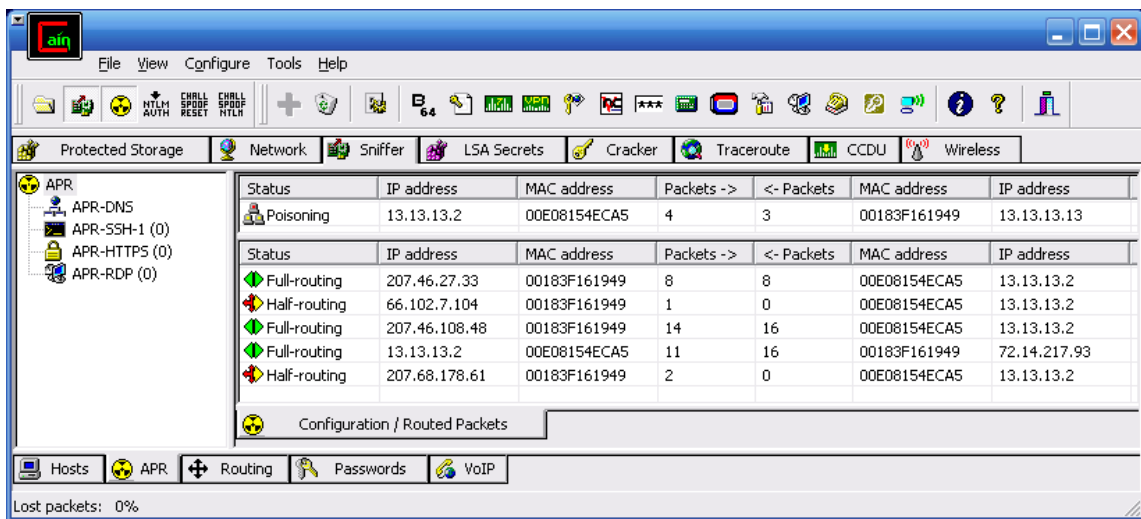 Cain
File View Configure Tools Help
NTLM AUTH CHALL SPOOF RESET CHALL SPOOF NTLM B64 ***
Protected Storage Network Sniffer LSA Secrets Cracker Traceroute CCDU Wireless
APR
APR-DNS
APR-SSH-1 (0)
APR-HTTPS (0)
APR-RDP (0)
Status IP address MAC address Packets -> <- Packets MAC address IP address
Poisoning 13.13.13.2 00E08154ECA5 4 3 00183F161949 13.13.13.13
Status IP address MAC address Packets -> <- Packets MAC address IP address
Full-routing 207.46.27.33 00183F161949 8 8 00E08154ECA5 13.13.13.2
Half-routing 66.102.7.104 00183F161949 1 0 00E08154ECA5 13.13.13.2
Full-routing 207.46.108.48 00183F161949 14 16 00E08154ECA5 13.13.13.2
Full-routing 13.13.13.2 00E08154ECA5 11 16 00183F161949 72.14.217.93
Half-routing 207.68.178.61 00183F161949 2 0 00E08154ECA5 13.13.13.2
Configuration / Routed Packets
Hosts APR Routing Passwords VoIP
Lost packets: 0%